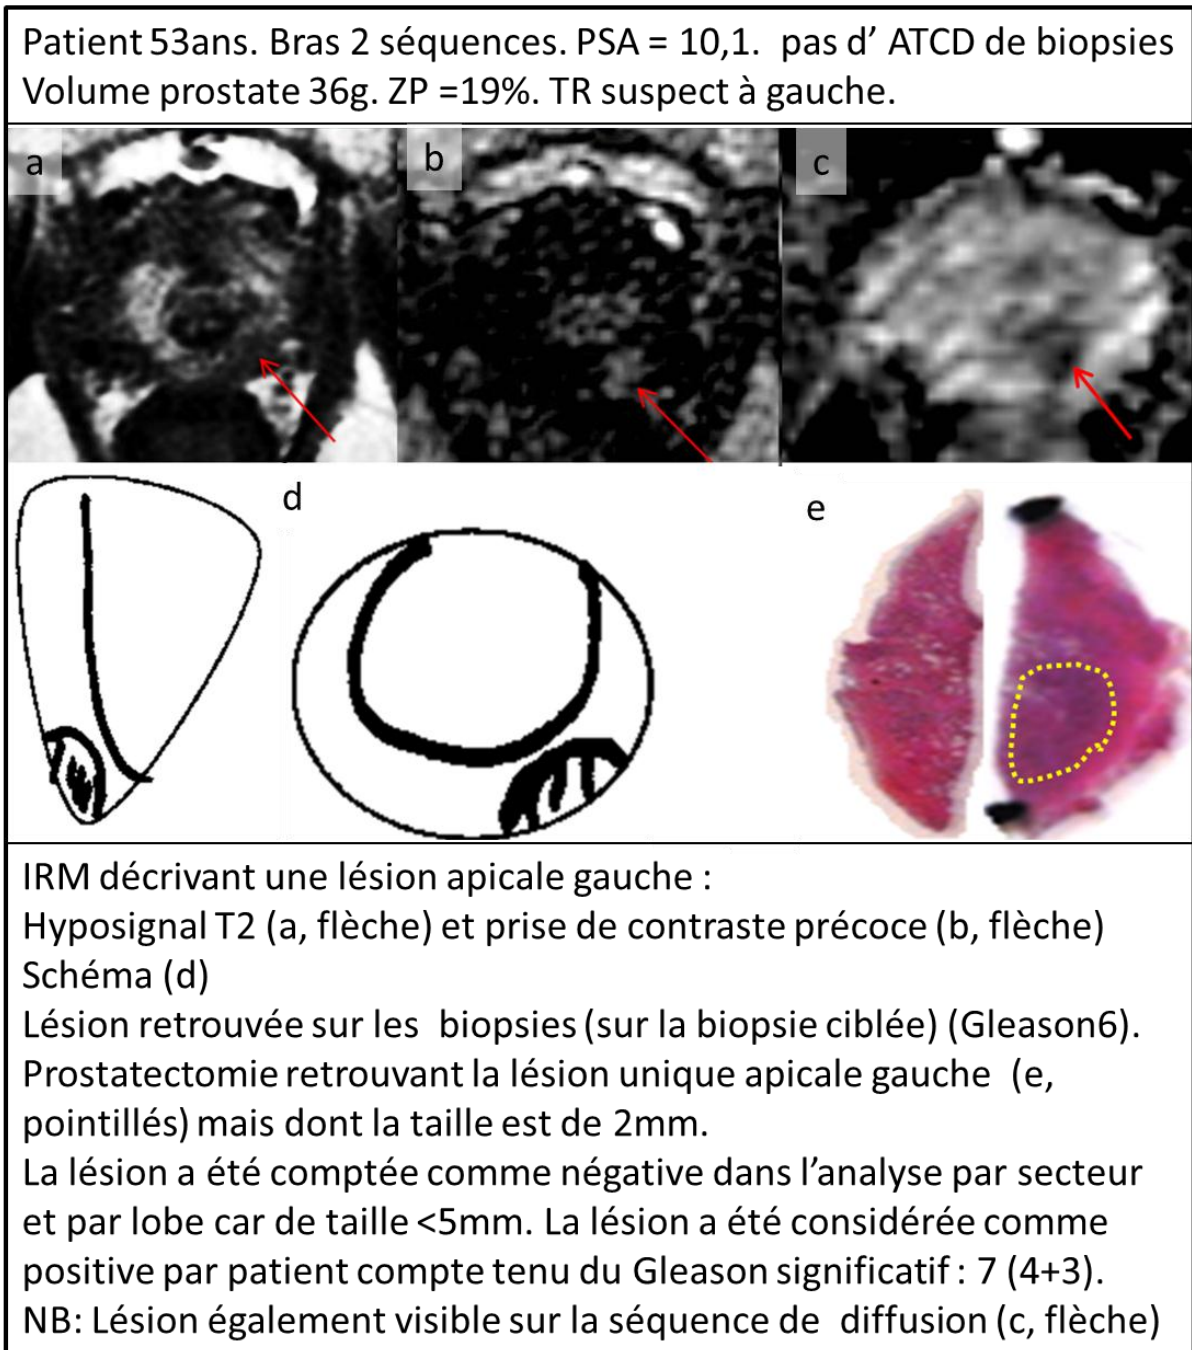 Patient 53ans. Bras 2 séquences. PSA = 10,1. pas d' ATCD de biopsies
Volume prostate 36g. ZP =19%. TR suspect à gauche.
a
b
c
d
e
IRM décrivant une lésion apicale gauche :
Hyposignal T2 (a, flèche) et prise de contraste précoce (b, flèche)
Schéma (d)
Lésion retrouvée sur les biopsies (sur la biopsie ciblée) (Gleason6).
Prostatectomie retrouvant la lésion unique apicale gauche (e,
pointillés) mais dont la taille est de 2mm.
La lésion a été comptée comme négative dans l'analyse par secteur
et par lobe car de taille <5mm. La lésion a été considérée comme
positive par patient compte tenu du Gleason significatif : 7 (4+3).
NB: Lésion également visible sur la séquence de diffusion (c, flèche)